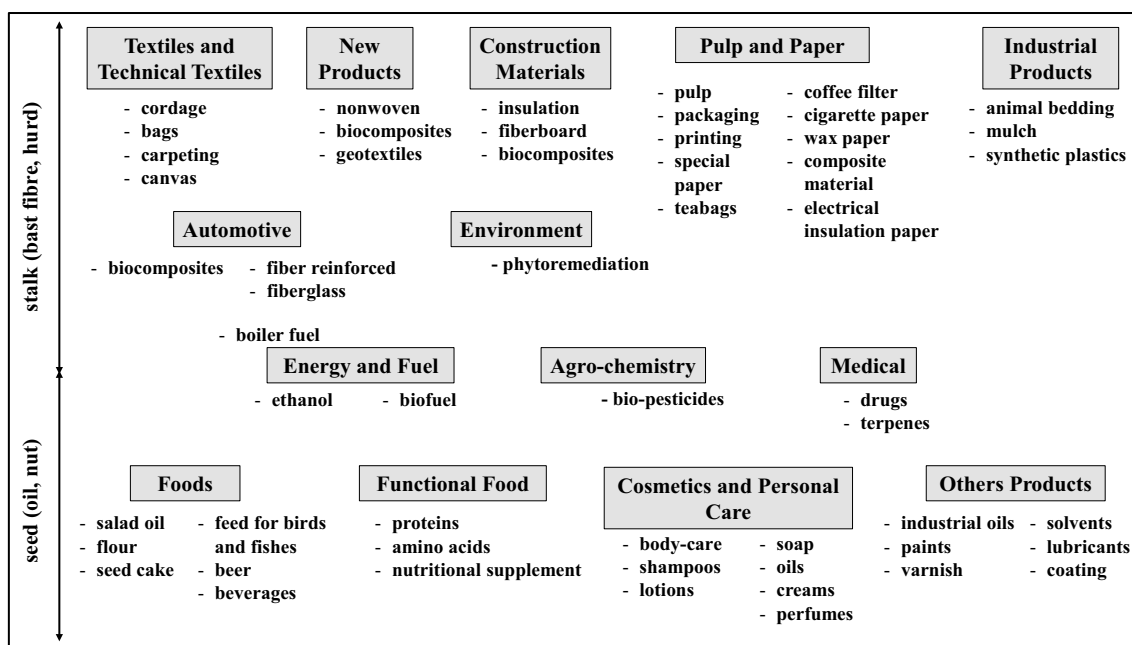 stalk (bast fibre, hurd)
Textiles and
Technical Textiles
- cordage
- bags
- carpeting
- canvas
New
Products
- nonwoven
- biocomposites
- geotextiles
Construction
Materials
- insulation
- fiberboard
- biocomposites
Pulp and Paper
- pulp
- packaging
- printing
- special
paper
- teabags
- coffee filter
- cigarette paper
- wax paper
- composite
material
- electrical
insulation paper
Industrial
Products
- animal bedding
- mulch
- synthetic plastics
Automotive
- biocomposites
- fiber reinforced
- fiberglass
Environment
- phytoremediation
- boiler fuel
Energy and Fuel
- ethanol
- biofuel
Agro-chemistry
- bio-pesticides
Medical
- drugs
- terpenes
seed (oil, nut)
Foods
- salad oil
- flour
- seed cake
- feed for birds
and fishes
- beer
- beverages
Functional Food
- proteins
- amino acids
- nutritional supplement
Cosmetics and Personal
Care
- body-care
- shampoos
- lotions
- soap
- oils
- creams
- perfumes
Others Products
- industrial oils
- paints
- varnish
- solvents
- lubricants
- coating